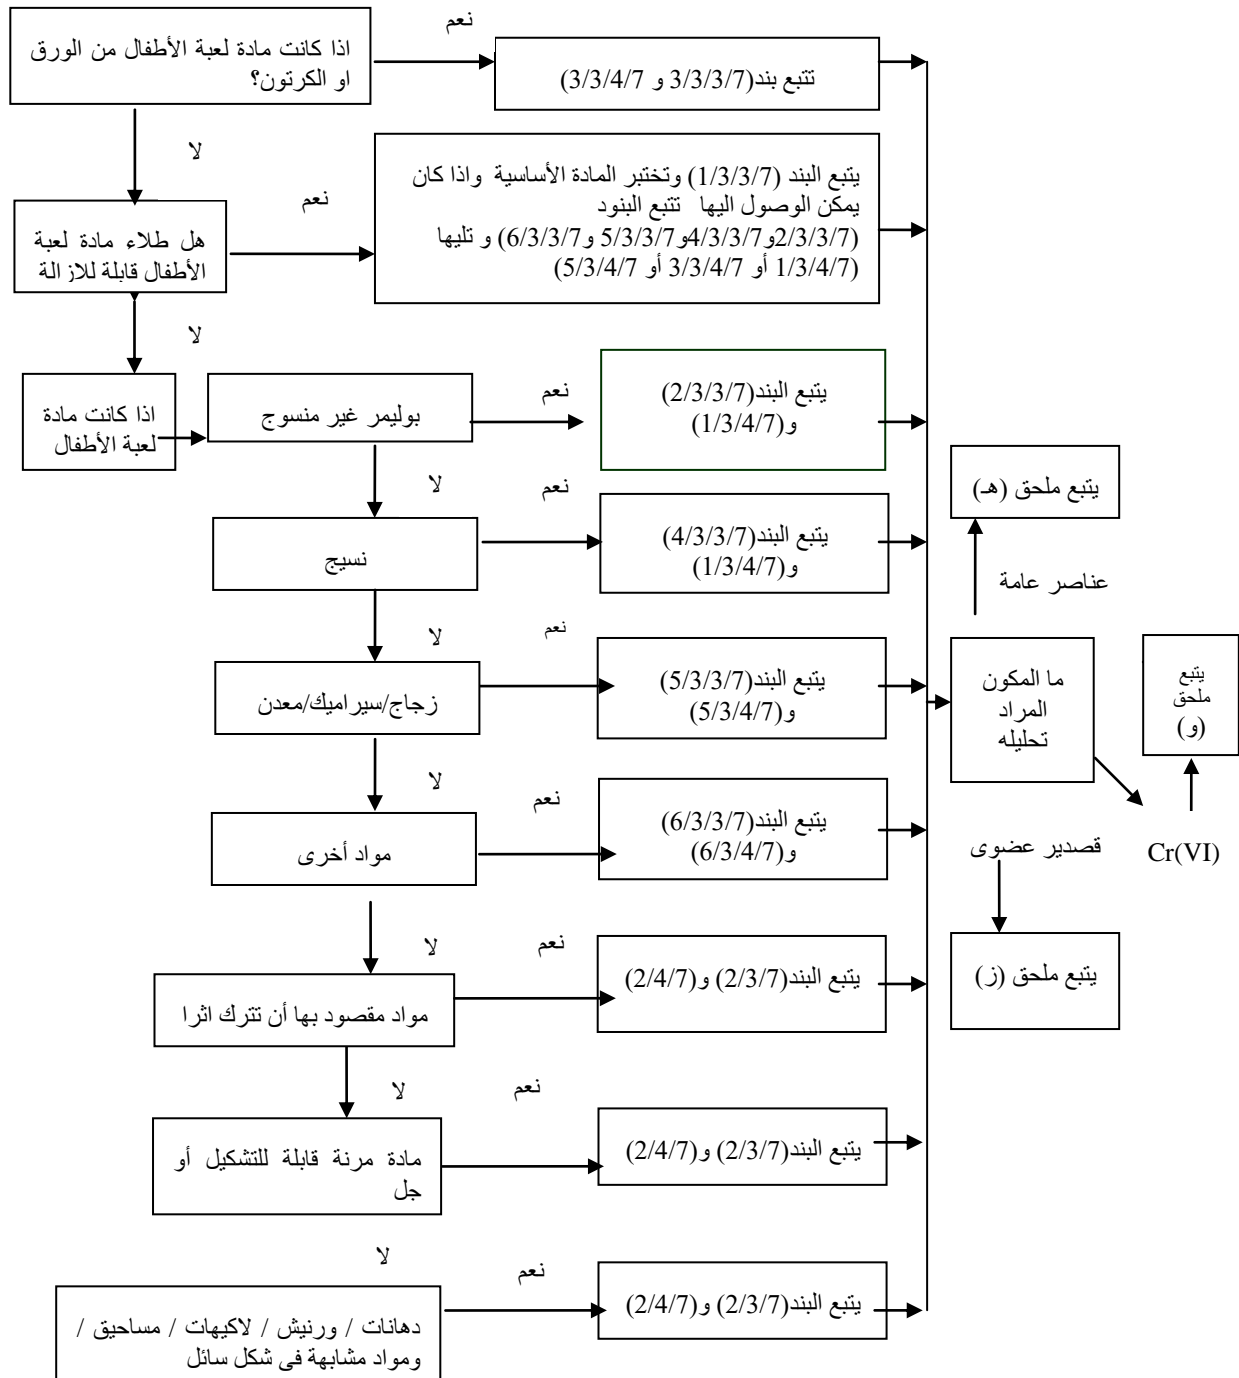 نعم
اذا كانت مادة لعبة الأطفال من الورق
او الكرتون؟
تتبع بند(3/3/3/7 و 3/3/4/7)
لا
نعم
يتبع البند (1/3/3/7) وتختبر المادة الأساسية واذا كان
يمكن الوصول اليها تتبع البنود
(2/3/3/7و4/3/3/7و5/3/3/7 و6/3/3/7) و تليها
(1/3/4/7 أو 3/3/4/7 أو 5/3/4/7)
هل طلاء مادة لعبة
الأطفال قابلة للازالة
لا
اذا كانت مادة
لعبة الأطفال
بوليمر غير منسوج
نعم
يتبع البند(2/3/3/7)
و(1/3/4/7)
لا
نعم
نسيج
يتبع البند(4/3/3/7)
و(1/3/4/7)
لا
نعم
زجاج/سيراميك/معدن
يتبع البند(5/3/3/7)
و(5/3/4/7)
لا
نعم
مواد أخرى
يتبع البند(6/3/3/7)
و(6/3/4/7)
لا
نعم
مواد مقصود بها أن تترك اثرا
يتبع البند(2/3/7) و(2/4/7)
لا
نعم
مادة مرنة قابلة للتشكيل أو
جل
يتبع البند(2/3/7) و(2/4/7)
لا
نعم
دهانات / ورنيش / لاكيهات / مساحيق /
ومواد مشابهة فى شكل سائل
يتبع البند(2/3/7) و(2/4/7)
يتبع ملحق (هـ)
عناصر عامة
ما المكون
المراد
تحليله
يتبع
ملحق
(و)
Cr(VI)
قصدير عضوى
يتبع ملحق (ز)